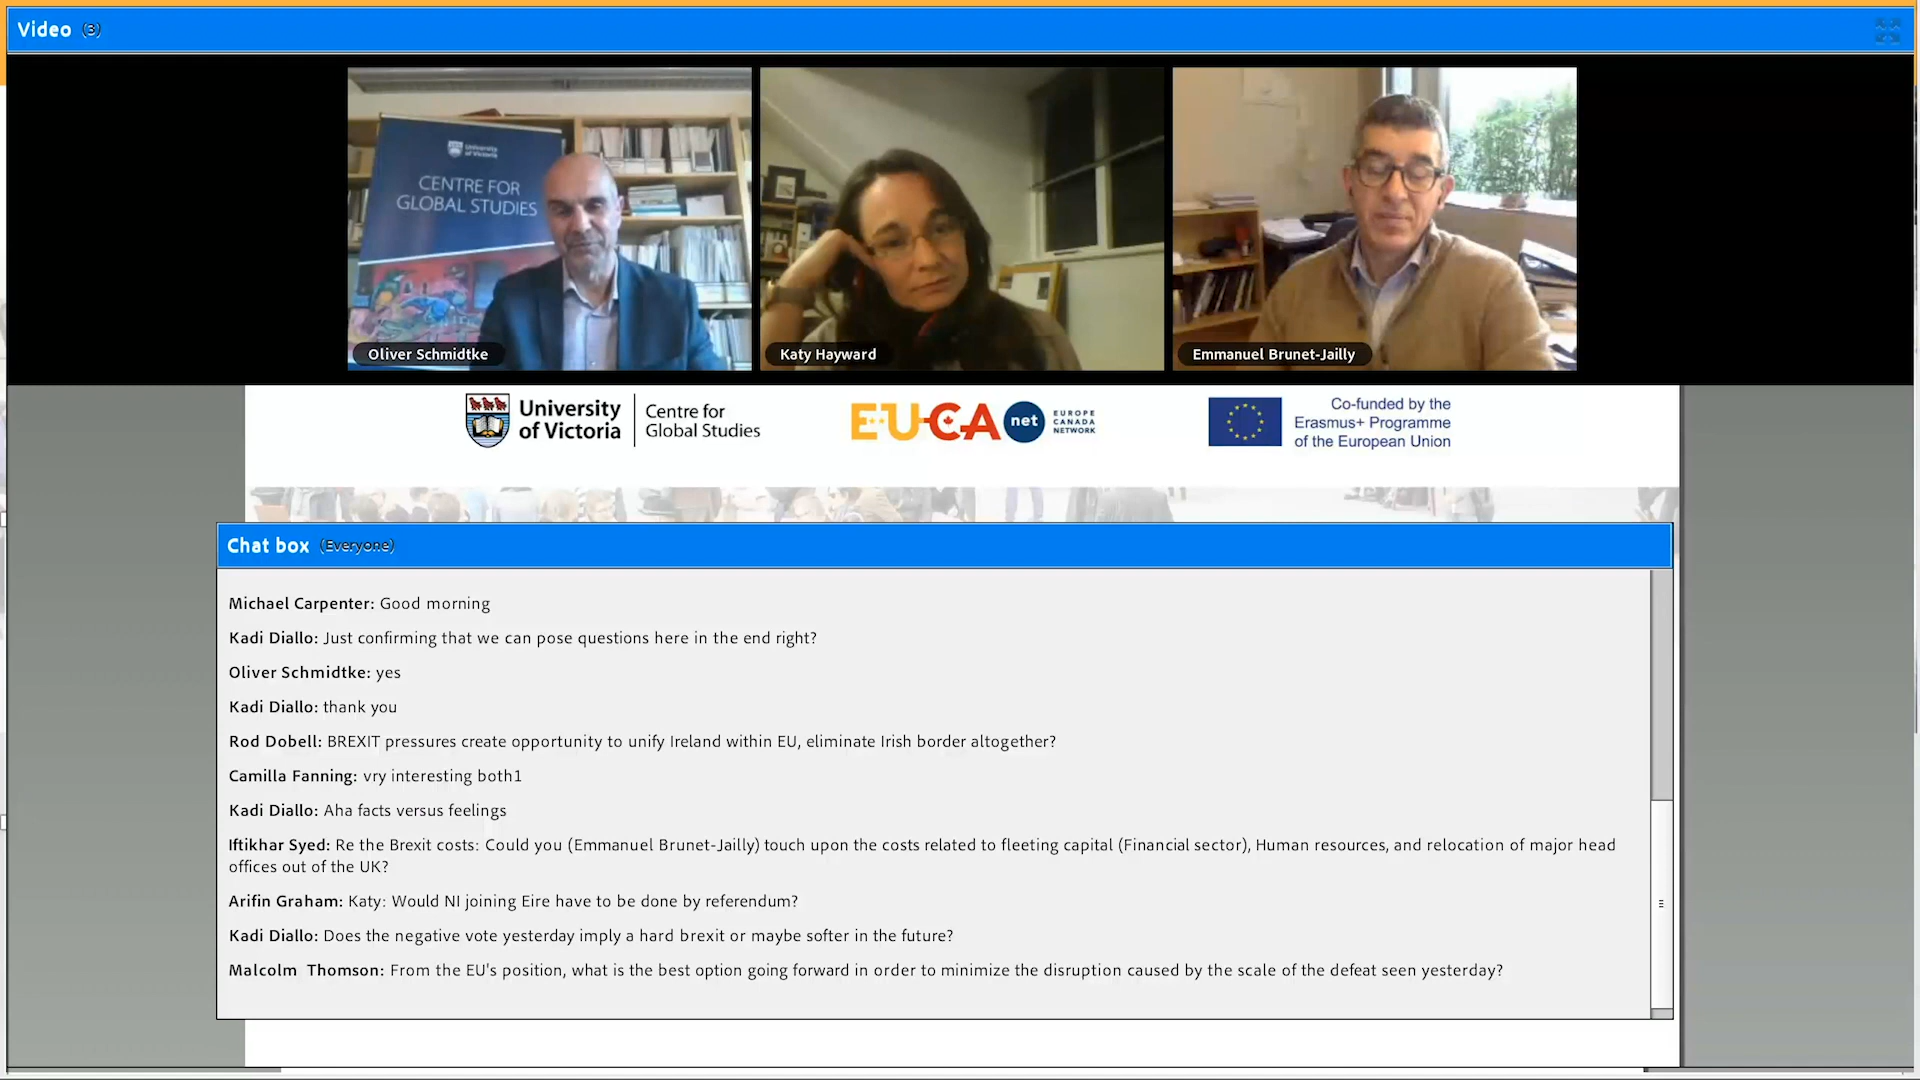 Video (3)
University
of Victoria
CENTRE FOR
GLOBAL STUDIES
Oliver Schmidtke
Katy Hayward
Emmanuel Brunet-Jailly
University
of Victoria
Centre for
Global Studies
EUCA
net
EUROPE
CANADA
NETWORK
Co-funded by the
Erasmus+ Programme
of the European Union
Chat box (Everyone)
Michael Carpenter: Good morning
Kadi Diallo: Just confirming that we can pose questions here in the end right?
Oliver Schmidtke: yes
Kadi Diallo: thank you
Rod Dobell: BREXIT pressures create opportunity to unify Ireland within EU, eliminate Irish border altogether?
Camilla Fanning: vry interesting both1
Kadi Diallo: Aha facts versus feelings
Iftikhar Syed: Re the Brexit costs: Could you (Emmanuel Brunet-Jailly) touch upon the costs related to fleeting capital (Financial sector), Human resources, and relocation of major head
offices out of the UK?
Arifin Graham: Katy: Would NI joining Eire have to be done by referendum?
Kadi Diallo: Does the negative vote yesterday imply a hard brexit or maybe softer in the future?
Malcolm Thomson: From the EU's position, what is the best option going forward in order to minimize the disruption caused by the scale of the defeat seen yesterday?